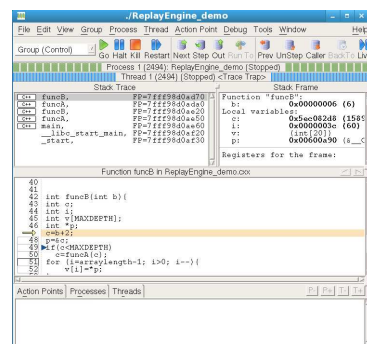 ./ReplayEngine_demo
File Edit View Group Process Thread Action Point Debug Tools Window Help
Group (Control)
Go Halt Kill Restart Next Step Out Run To Prev UnStep Caller BackTo Liv
Process 1 (2494): ReplayEngine_demo (Stopped)
Thread 1 (2494) (Stopped) <Trace Trap>
Stack Trace
C++ funcB, FP=7fff98d0ad70
C++ funcA, FP=7fff98d0ada0
C++ funcB, FP=7fff98d0ae20
C++ funcA, FP=7fff98d0ae50
C++ main, FP=7fff98d0ae60
__libc_start_main, FP=7fff98d0af20
_start, FP=7fff98d0af30
Stack Frame
Function "funcB":
b: 0x00000006 (6)
Local variables:
c: 0x5ec082d8
i: 0x0000003c (60)
v: (int[20])
p: 0x00600a90
Registers for the frame:
Function funcB in ReplayEngine_demo.cxx
40
41
42 int funcB(int b){
43 int c;
44 int i;
45 int v[MAXDEPTH];
46 int *p;
c=b+2;
48 p=&c;
49 if(c<MAXDEPTH)
50 c=funcA(c);
51 for (i=arraylength-1; i>0; i--){
52 v[i]=*p;
Action Points Processes Threads P- P+ T- T+